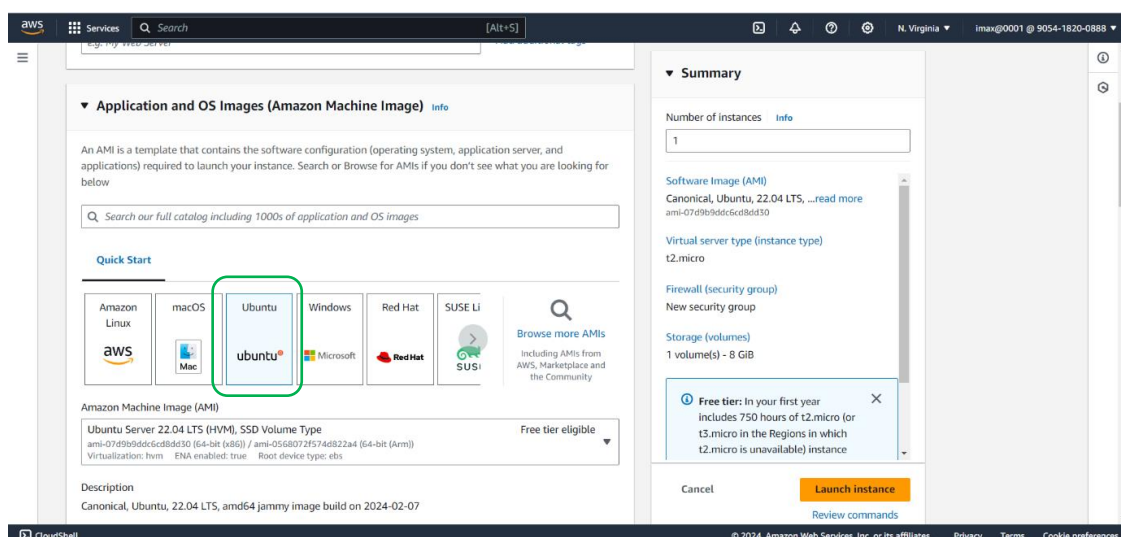 aws
Services
Search
[Alt+S]
N. Virginia
imax@0001 @ 9054-1820-0888
e.g. My Web Server
Add additional tags
Application and OS Images (Amazon Machine Image) Info
An AMI is a template that contains the software configuration (operating system, application server, and
applications) required to launch your instance. Search or Browse for AMIs if you don't see what you are looking for
below
Search our full catalog including 1000s of application and OS images
Quick Start
Amazon
Linux
aws
macOS
Mac
Ubuntu
ubuntu®
Windows
Microsoft
Red Hat
Red Hat
SUSE Li
SUS
Browse more AMIs
Including AMIs from
AWS, Marketplace and
the Community
Amazon Machine Image (AMI)
Ubuntu Server 22.04 LTS (HVM), SSD Volume Type
Free tier eligible
ami-07d9b9ddc6cd8dd30 (64-bit (x86)) / ami-0568072f574d822a4 (64-bit (Arm))
Virtualization: hvm ENA enabled: true Root device type: ebs
Description
Canonical, Ubuntu, 22.04 LTS, amd64 jammy image build on 2024-02-07
Summary
Number of instances Info
1
Software Image (AMI)
Canonical, Ubuntu, 22.04 LTS, ...read more
ami-07d9b9ddc6cd8dd30
Virtual server type (instance type)
t2.micro
Firewall (security group)
New security group
Storage (volumes)
1 volume(s) - 8 GiB
Free tier: In your first year
includes 750 hours of t2.micro (or
t3.micro in the Regions in which
t2.micro is unavailable) instance
Cancel
Launch instance
Review commands
CloudShell
© 2024, Amazon Web Services, Inc. or its affiliates.
Privacy
Terms
Cookie preferences